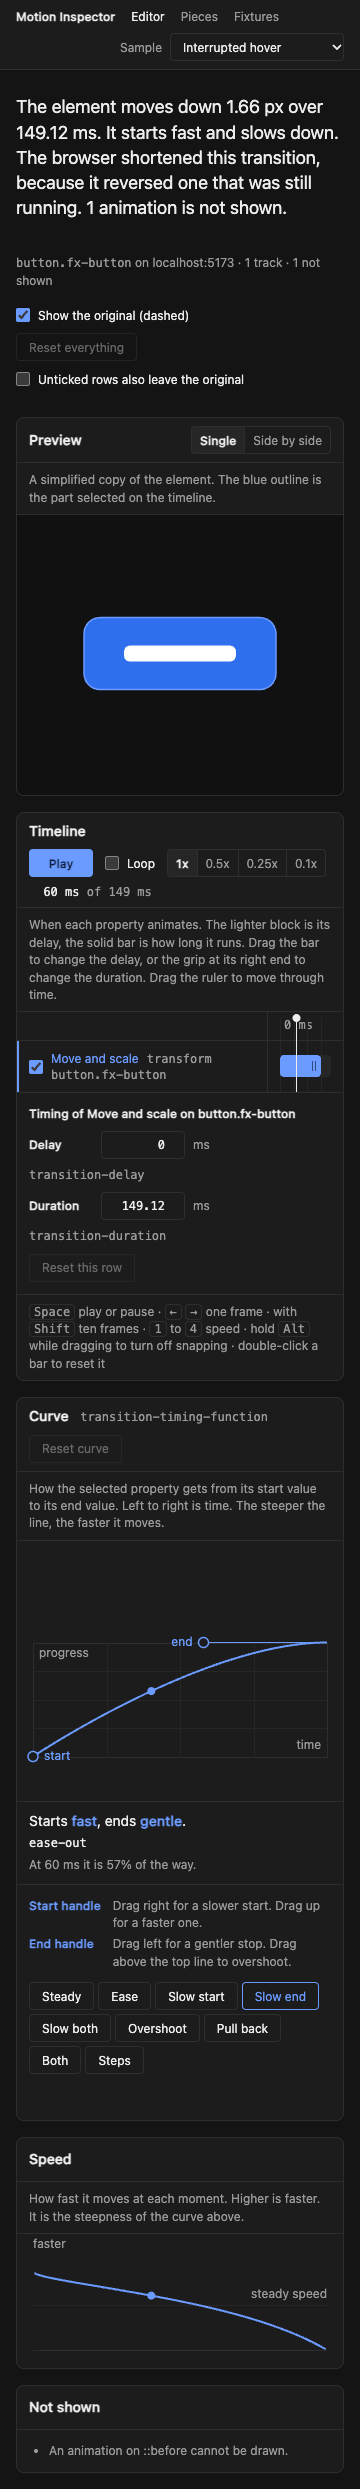 Motion Inspector Editor Pieces Fixtures
Sample Interrupted hover
The element moves down 1.66 px over
149.12 ms. It starts fast and slows down.
The browser shortened this transition,
because it reversed one that was still
running. 1 animation is not shown.
button.fx-button on localhost:5173 · 1 track · 1 not
shown
Show the original (dashed)
Reset everything
Unticked rows also leave the original
Preview Single Side by side
A simplified copy of the element. The blue outline is
the part selected on the timeline.
Timeline
Play Loop 1x 0.5x 0.25x 0.1x
60 ms of 149 ms
When each property animates. The lighter block is its
delay, the solid bar is how long it runs. Drag the bar
to change the delay, or the grip at its right end to
change the duration. Drag the ruler to move through
time.
0 ms
Move and scale transform
button.fx-button
Timing of Move and scale on button.fx-button
Delay 0 ms
transition-delay
Duration 149.12 ms
transition-duration
Reset this row
Space play or pause · ← → one frame · with
Shift ten frames · 1 to 4 speed · hold Alt
while dragging to turn off snapping · double-click a
bar to reset it
Curve transition-timing-function
Reset curve
How the selected property gets from its start value
to its end value. Left to right is time. The steeper the
line, the faster it moves.
end
progress
time
start
Starts fast, ends gentle.
ease-out
At 60 ms it is 57% of the way.
Start handle Drag right for a slower start. Drag up
for a faster one.
End handle Drag left for a gentler stop. Drag
above the top line to overshoot.
Steady Ease Slow start Slow end
Slow both Overshoot Pull back
Both Steps
Speed
How fast it moves at each moment. Higher is faster.
It is the steepness of the curve above.
faster
steady speed
Not shown
• An animation on ::before cannot be drawn.